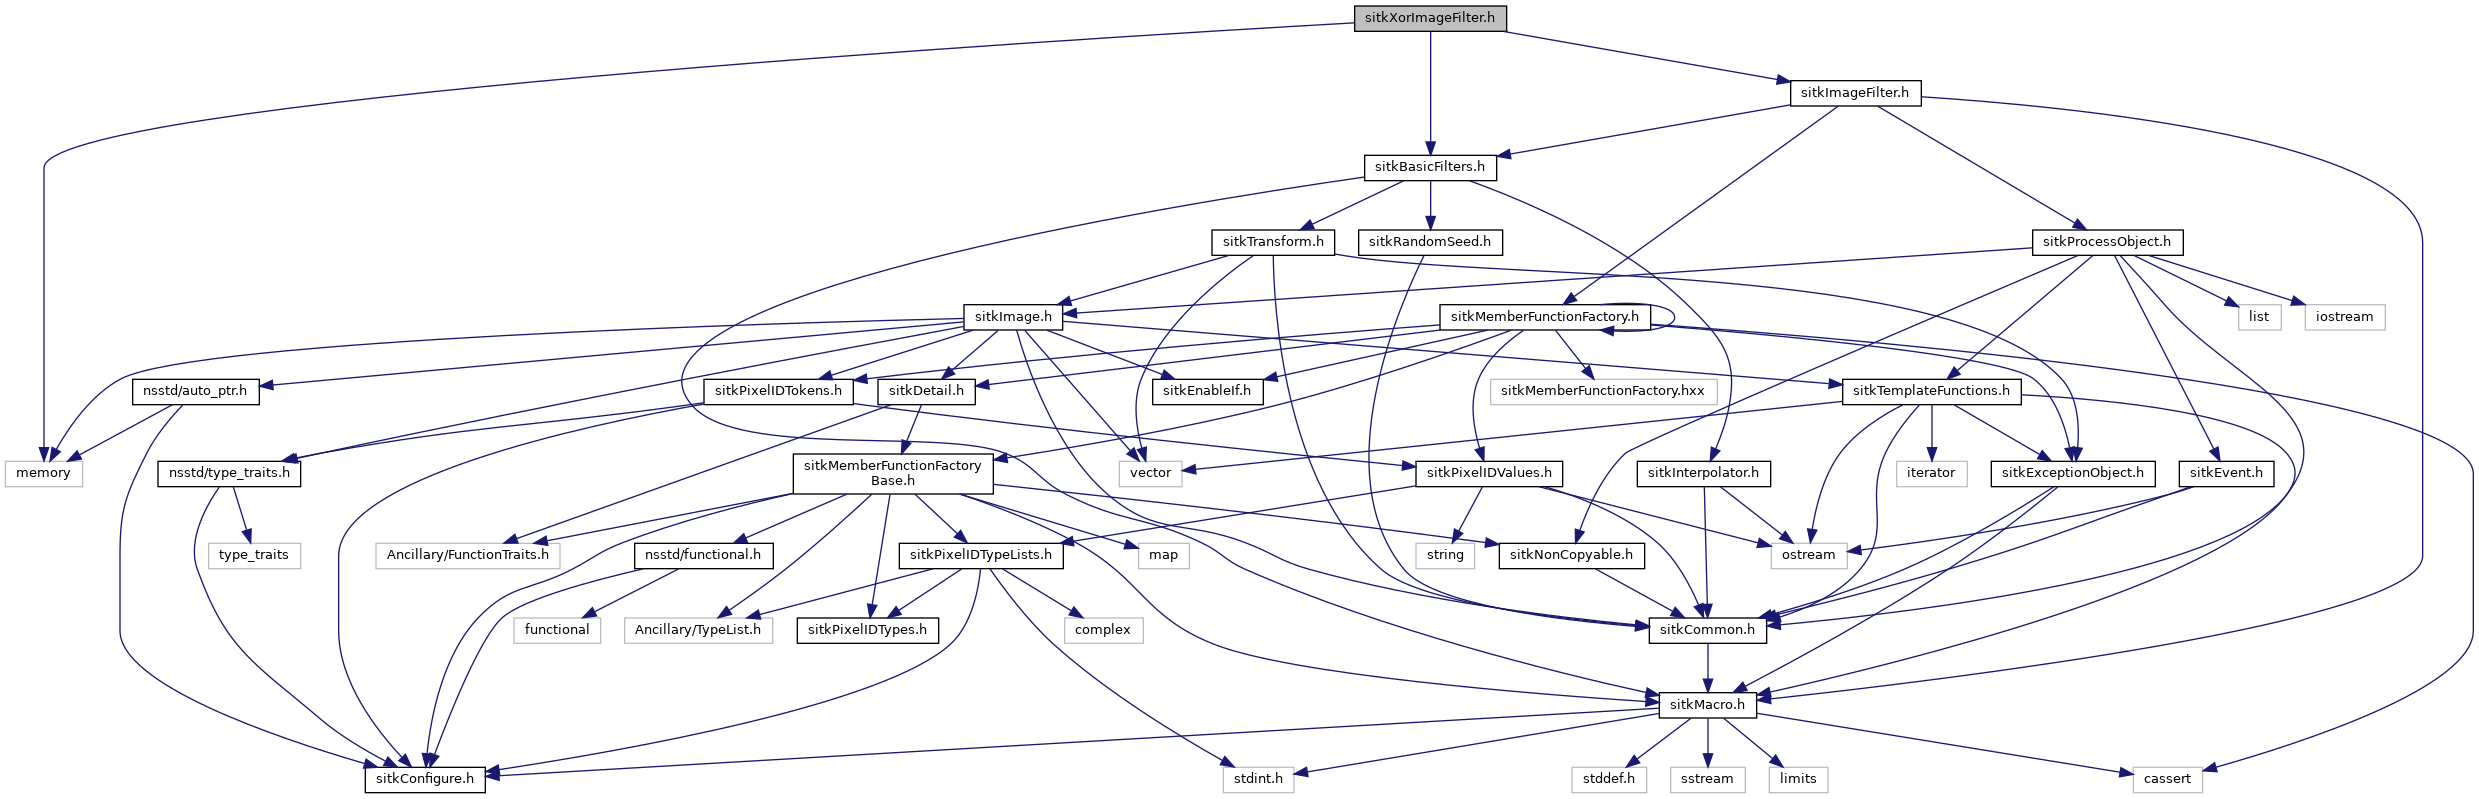 sitkXorImageFilter.h
sitkImageFilter.h
sitkBasicFilters.h
sitkTransform.h
sitkRandomSeed.h
sitkProcessObject.h
sitkImage.h
sitkMemberFunctionFactory.h
list
iostream
nsstd/auto_ptr.h
sitkPixelIDTokens.h
sitkDetail.h
sitkEnableIf.h
sitkMemberFunctionFactory.hxx
sitkTemplateFunctions.h
memory
nsstd/type_traits.h
sitkMemberFunctionFactory
Base.h
vector
sitkPixelIDValues.h
sitkInterpolator.h
iterator
sitkExceptionObject.h
sitkEvent.h
type_traits
Ancillary/FunctionTraits.h
nsstd/functional.h
sitkPixelIDTypeLists.h
map
string
sitkNonCopyable.h
ostream
functional
Ancillary/TypeList.h
sitkPixelIDTypes.h
complex
sitkCommon.h
sitkMacro.h
sitkConfigure.h
stdint.h
stddef.h
sstream
limits
cassert